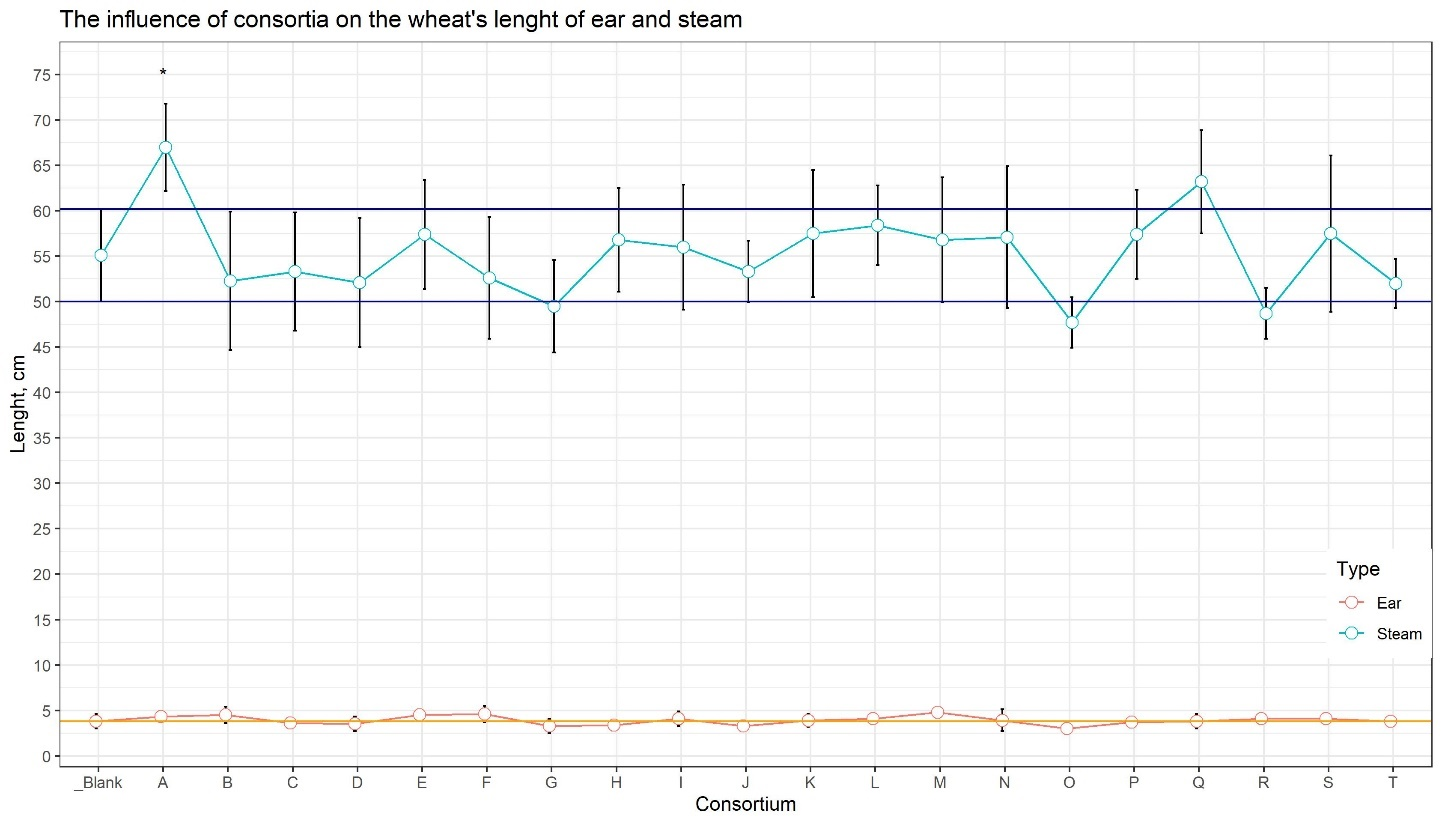 The influence of consortia on the wheat's lenght of ear and steam
*
75
70
65
60
55
50
45
40
35
30
25
20
15
10
5
0
Lenght, cm
Type
Ear
Steam
_Blank A B C D E F G H I J K L M N O P Q R S T
Consortium